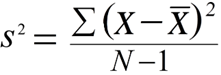 s² = Σ(X − X̄)² / N − 1